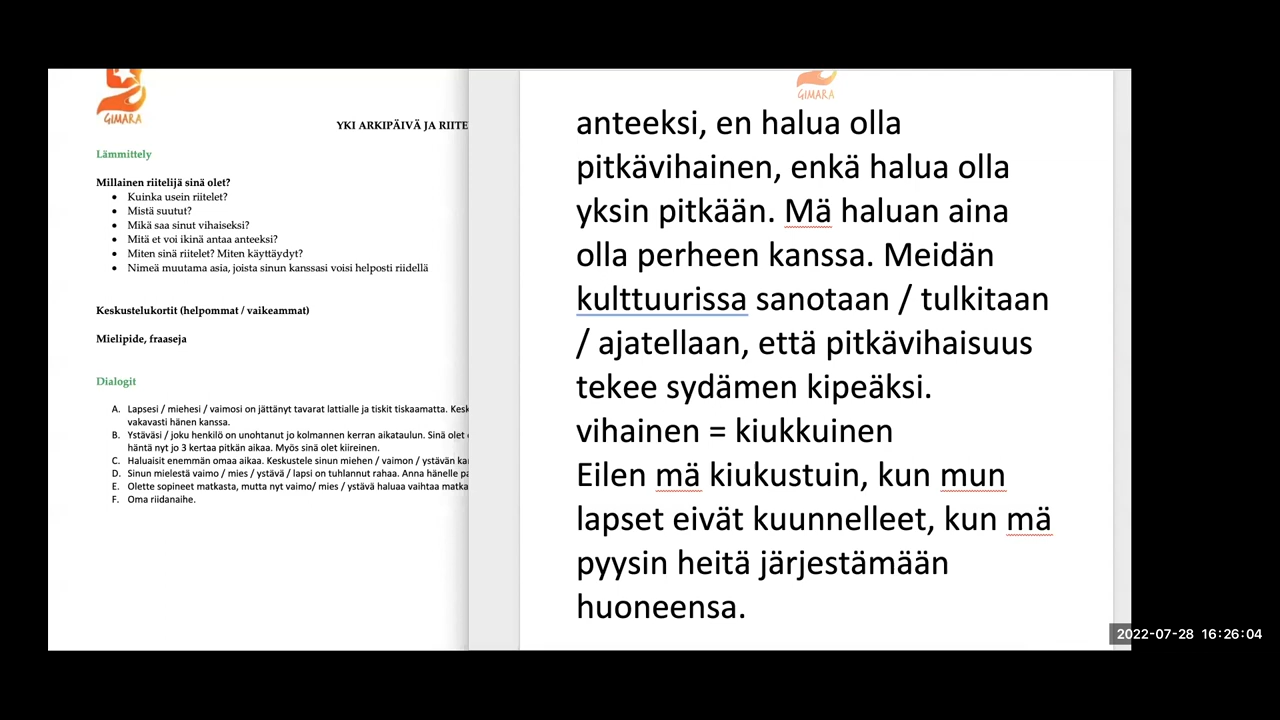 GIMARA
YKI ARKIPÄIVÄ JA RIITE
Lämmittely
Millainen riitelijä sinä olet?
• Kuinka usein riitelet?
• Mistä suutut?
• Mikä saa sinut vihaiseksi?
• Mitä et voi ikinä antaa anteeksi?
• Miten sinä riitelet? Miten käyttäydyt?
• Nimeä muutama asia, joista sinun kanssasi voisi helposti riidellä
Keskustelukortit (helpommat / vaikeammat)
Mielipide, fraaseja
Dialogit
A. Lapsesi / miehesi / vaimosi on jättänyt tavarat lattialle ja tiskit tiskaamatta. Kesk
vakavasti hänen kanssa.
B. Ystäväsi / joku henkilö on unohtanut jo kolmannen kerran aikataulun. Sinä olet
häntä nyt jo 3 kertaa pitkän aikaa. Myös sinä olet kiireinen.
C. Haluaisit enemmän omaa aikaa. Keskustele sinun miehen / vaimon / ystävän ka
D. Sinun mielestä vaimo / mies / ystävä / lapsi on tuhlannut rahaa. Anna hänelle pa
E. Olette sopineet matkasta, mutta nyt vaimo/ mies / ystävä haluaa vaihtaa matka
F. Oma riidanaihe.
GIMARA
anteeksi, en halua olla
pitkävihainen, enkä halua olla
yksin pitkään. Mä haluan aina
olla perheen kanssa. Meidän
kulttuurissa sanotaan / tulkitaan
/ ajatellaan, että pitkävihaisuus
tekee sydämen kipeäksi.
vihainen = kiukkuinen
Eilen mä kiukustuin, kun mun
lapset eivät kuunnelleet, kun mä
pyysin heitä järjestämään
huoneensa.
2022-07-28 16:26:04